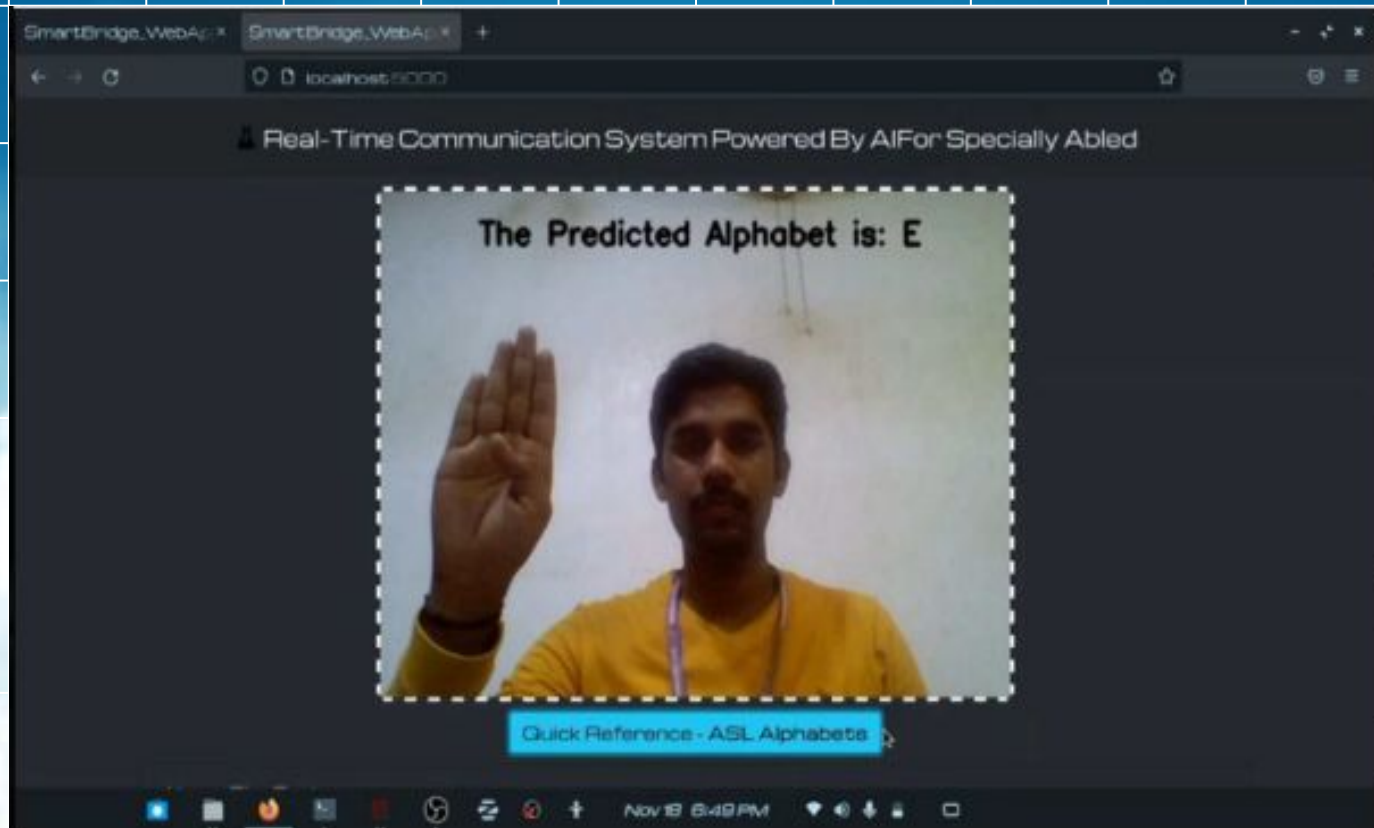 SmartBridge_WebAp SmartBridge_WebAp
localhost:5000
Real-Time Communication System Powered By AIFor Specially Abled
The Predicted Alphabet is: E
Quick Reference - ASL Alphabets
Nov 18 6:49 PM